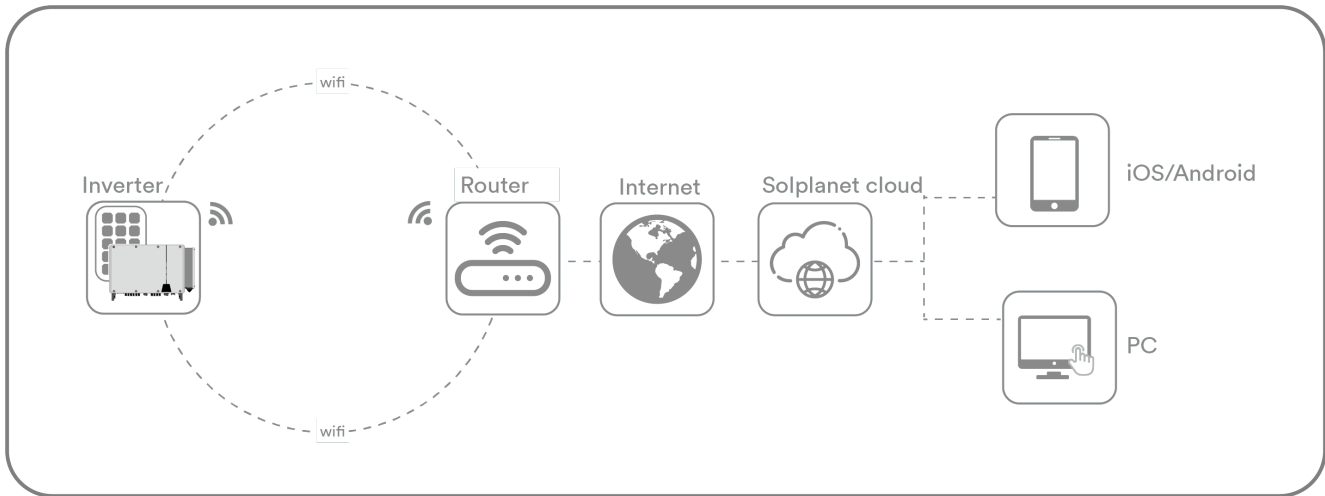 wifi
Inverter
Router
Internet
Solplanet cloud
iOS/Android
PC
wifi